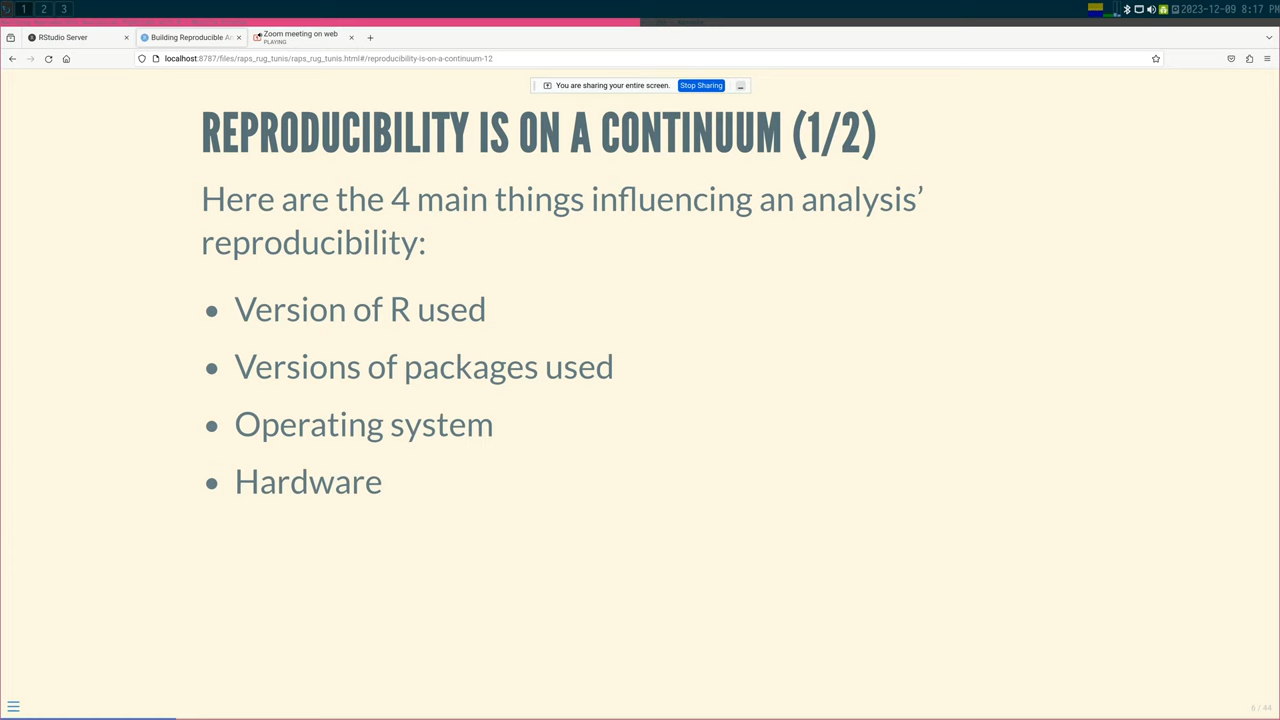 1 2 3
2023-12-09 8:17 PM
RStudio Server
Building Reproducible
Zoom meeting on web
PLAYING
localhost:8787/files/raps_rug_tunis/raps_rug_tunis.html#/reproducibility-is-on-a-continuum-12
You are sharing your entire screen. Stop Sharing
REPRODUCIBILITY IS ON A CONTINUUM (1/2)
Here are the 4 main things influencing an analysis’
reproducibility:
• Version of R used
• Versions of packages used
• Operating system
• Hardware
6 / 44